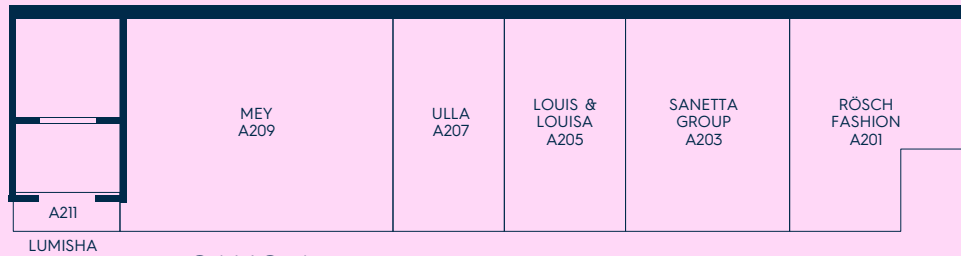 MEY
A209
ULLA
A207
LOUIS &
LOUISA
A205
SANETTA
GROUP
A203
RÖSCH
FASHION
A201
A211
LUMISHA